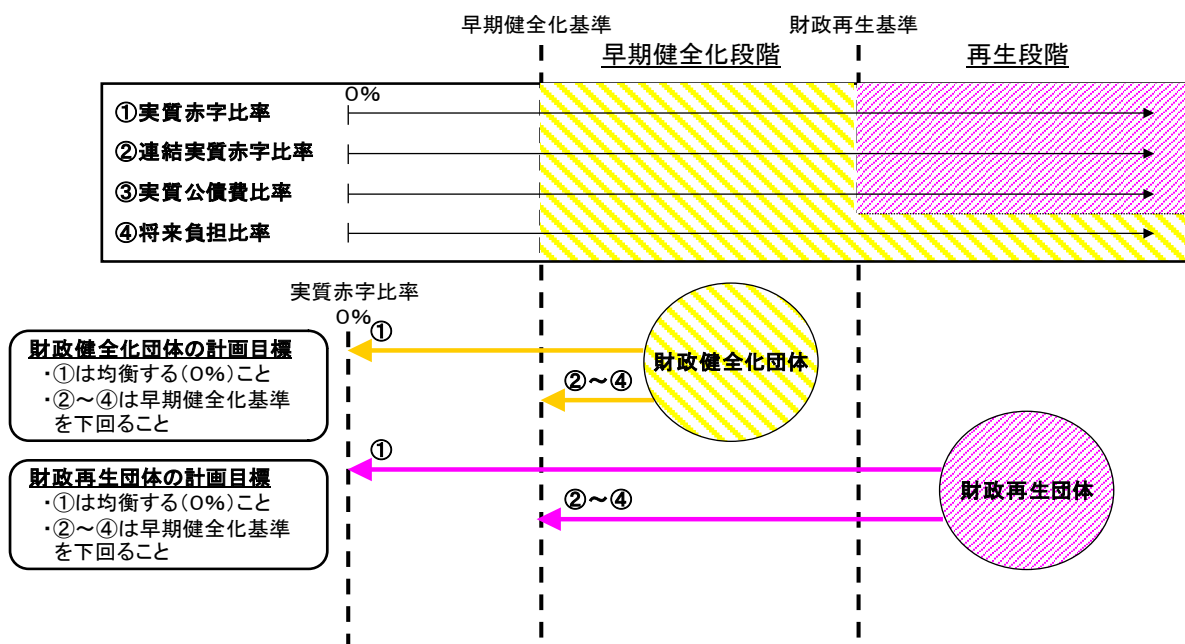 早期健全化基準
財政再生基準
早期健全化段階
再生段階
0%
①実質赤字比率
②連結実質赤字比率
③実質公債費比率
④将来負担比率
実質赤字比率
0%
財政健全化団体の計画目標
・①は均衡する(0%)こと
・②～④は早期健全化基準
を下回ること
①
②～④
財政健全化団体
財政再生団体の計画目標
・①は均衡する(0%)こと
・②～④は早期健全化基準
を下回ること
①
②～④
財政再生団体